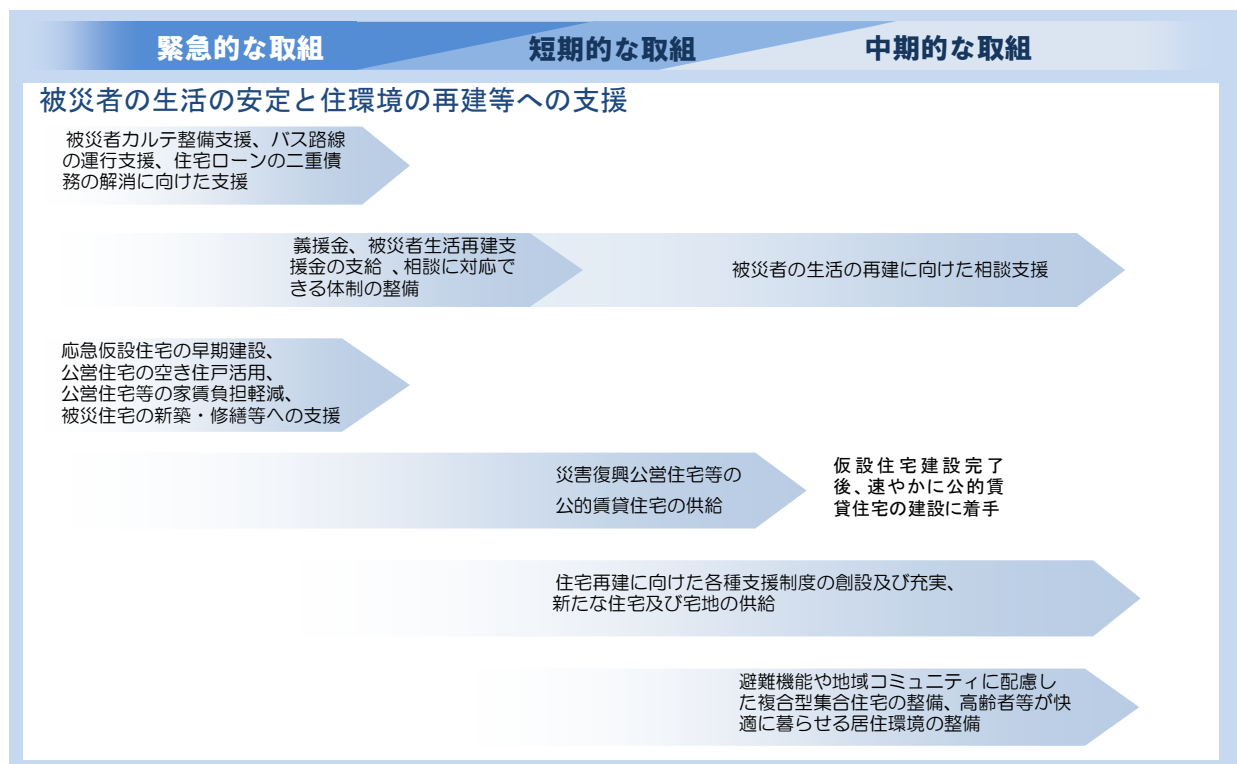 緊急的な取組
短期的な取組
中期的な取組
被災者の生活の安定と住環境の再建等への支援
被災者カルテ整備支援、バス路線
の運行支援、住宅ローンの二重債
務の解消に向けた支援
義援金、被災者生活再建支
援金の支給 、相談に対応で
きる体制の整備
被災者の生活の再建に向けた相談支援
応急仮設住宅の早期建設、
公営住宅の空き住戸活用、
公営住宅等の家賃負担軽減、
被災住宅の新築・修繕等への支援
災害復興公営住宅等の
公的賃貸住宅の供給
仮設住宅建設完了
後、速やかに公的賃
貸住宅の建設に着手
住宅再建に向けた各種支援制度の創設及び充実、
新たな住宅及び宅地の供給
避難機能や地域コミュニティに配慮し
た複合型集合住宅の整備、高齢者等が快
適に暮らせる居住環境の整備